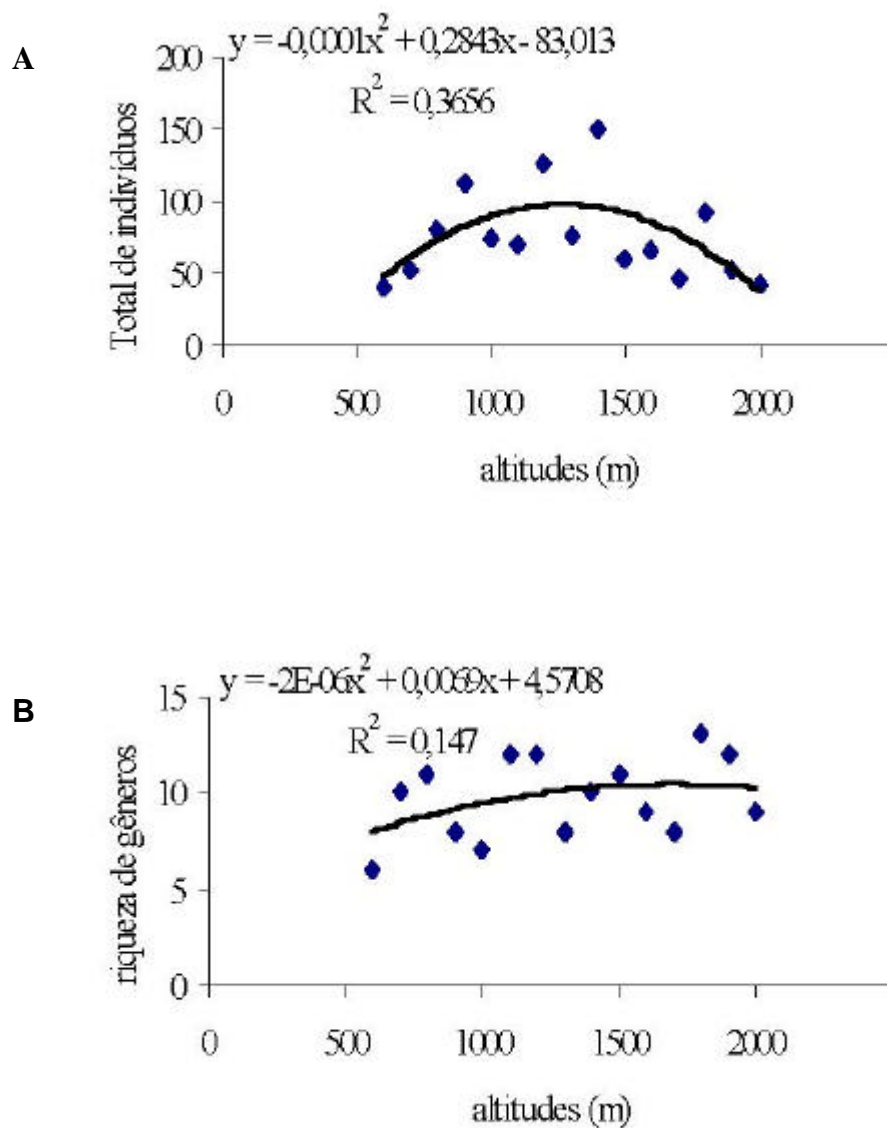 A
y = -0,0001x² + 0,2843x - 83,013
R² = 0,3656
200
150
100
50
0
Total de indivíduos
0 500 1000 1500 2000
altitudes (m)
B
y = -2E-06x² + 0,0069x + 4,5708
R² = 0,147
15
10
5
0
riqueza de gêneros
0 500 1000 1500 2000
altitudes (m)